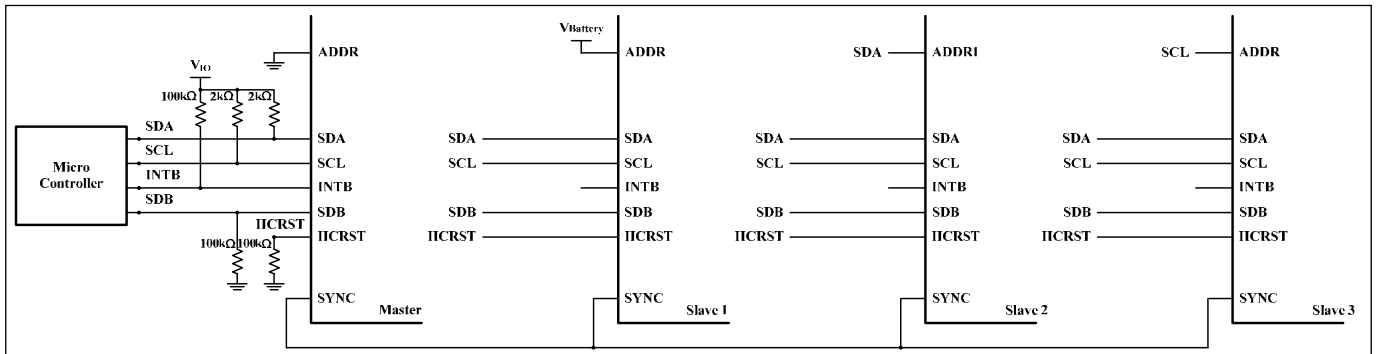 VBattery
ADDR ADDR SDA ADDR1 SCL ADDR
VIO
100kΩ 2kΩ 2kΩ
SDA SDA SDA SDA SDA SDA SDA SDA
SCL SCL SCL SCL SCL SCL SCL SCL
Micro
Controller
INTB INTB INTB INTB INTB
SDB SDB SDB SDB SDB SDB SDB SDB
IICRST IICRST IICRST IICRST IICRST IICRST IICRST IICRST
100kΩ 100kΩ
SYNC SYNC SYNC SYNC
Master Slave 1 Slave 2 Slave 3